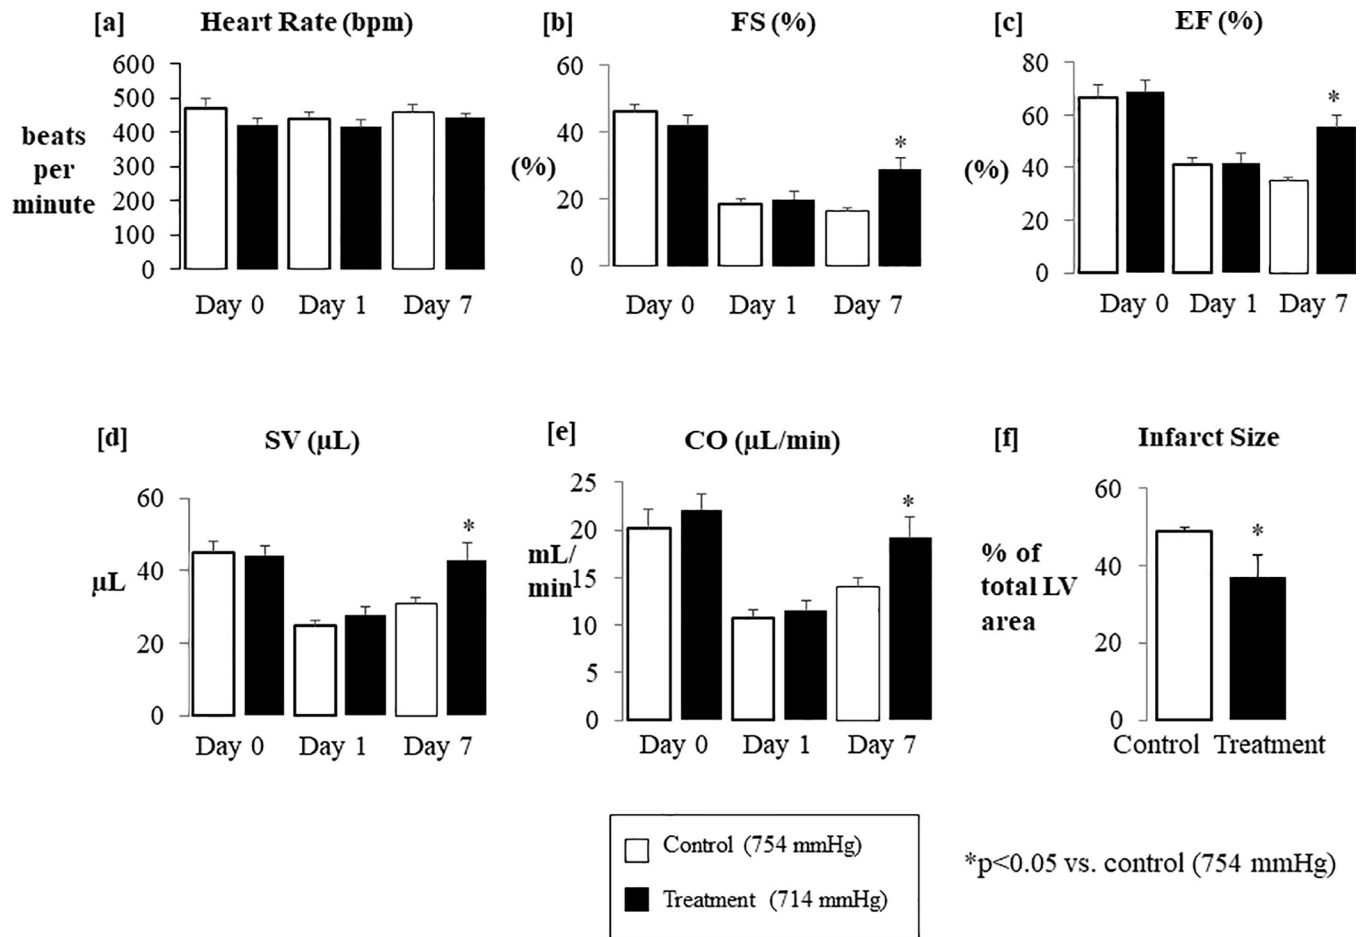 [a] Heart Rate (bpm)
600
500
400
300
200
100
0
beats
per
minute
Day 0 Day 1 Day 7
[b] FS (%)
60
40
20
0
(%)
*
Day 0 Day 1 Day 7
[c] EF (%)
80
60
40
20
0
(%)
*
Day 0 Day 1 Day 7
[d] SV (µL)
60
40
20
0
µL
*
Day 0 Day 1 Day 7
[e] CO (µL/min)
25
20
15
10
5
0
mL/
min
*
Day 0 Day 1 Day 7
[f] Infarct Size
60
40
20
0
% of
total LV
area
*
Control Treatment
Control (754 mmHg)
Treatment (714 mmHg)
*p<0.05 vs. control (754 mmHg)